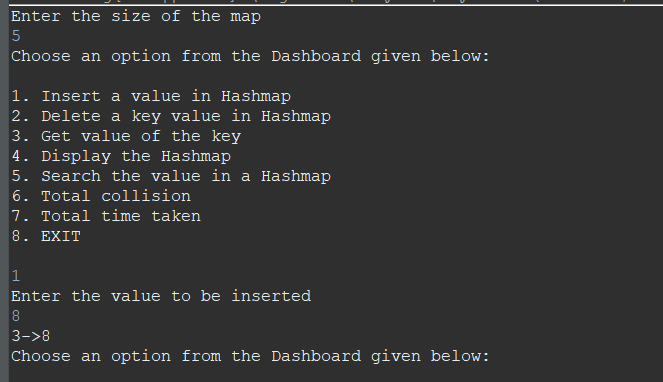 Enter the size of the map
5
Choose an option from the Dashboard given below:
1. Insert a value in Hashmap
2. Delete a key value in Hashmap
3. Get value of the key
4. Display the Hashmap
5. Search the value in a Hashmap
6. Total collision
7. Total time taken
8. EXIT
1
Enter the value to be inserted
8
3->8
Choose an option from the Dashboard given below: